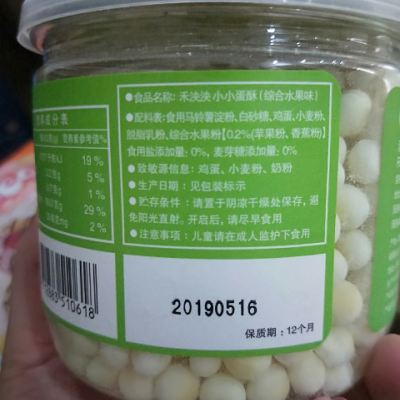 营养成分表
营养素参考值%
19%
5%
1%
29%
2%
食品名称：禾泱泱 小小蛋酥（综合水果味）
配料表：食用马铃薯淀粉、白砂糖、鸡蛋、小麦粉、
脱脂乳粉、综合水果粉【0.2%(苹果粉、香蕉粉)】
食用盐添加量：0%，麦芽糖添加量：0%
致敏源信息：鸡蛋、小麦粉、奶粉
生产日期：见包装标示
贮存条件：请置于阴凉干燥处保存，避
免阳光直射。开启后，请尽早食用
注意事项：儿童请在成人监护下食用
20190516
保质期：12个月
883510618